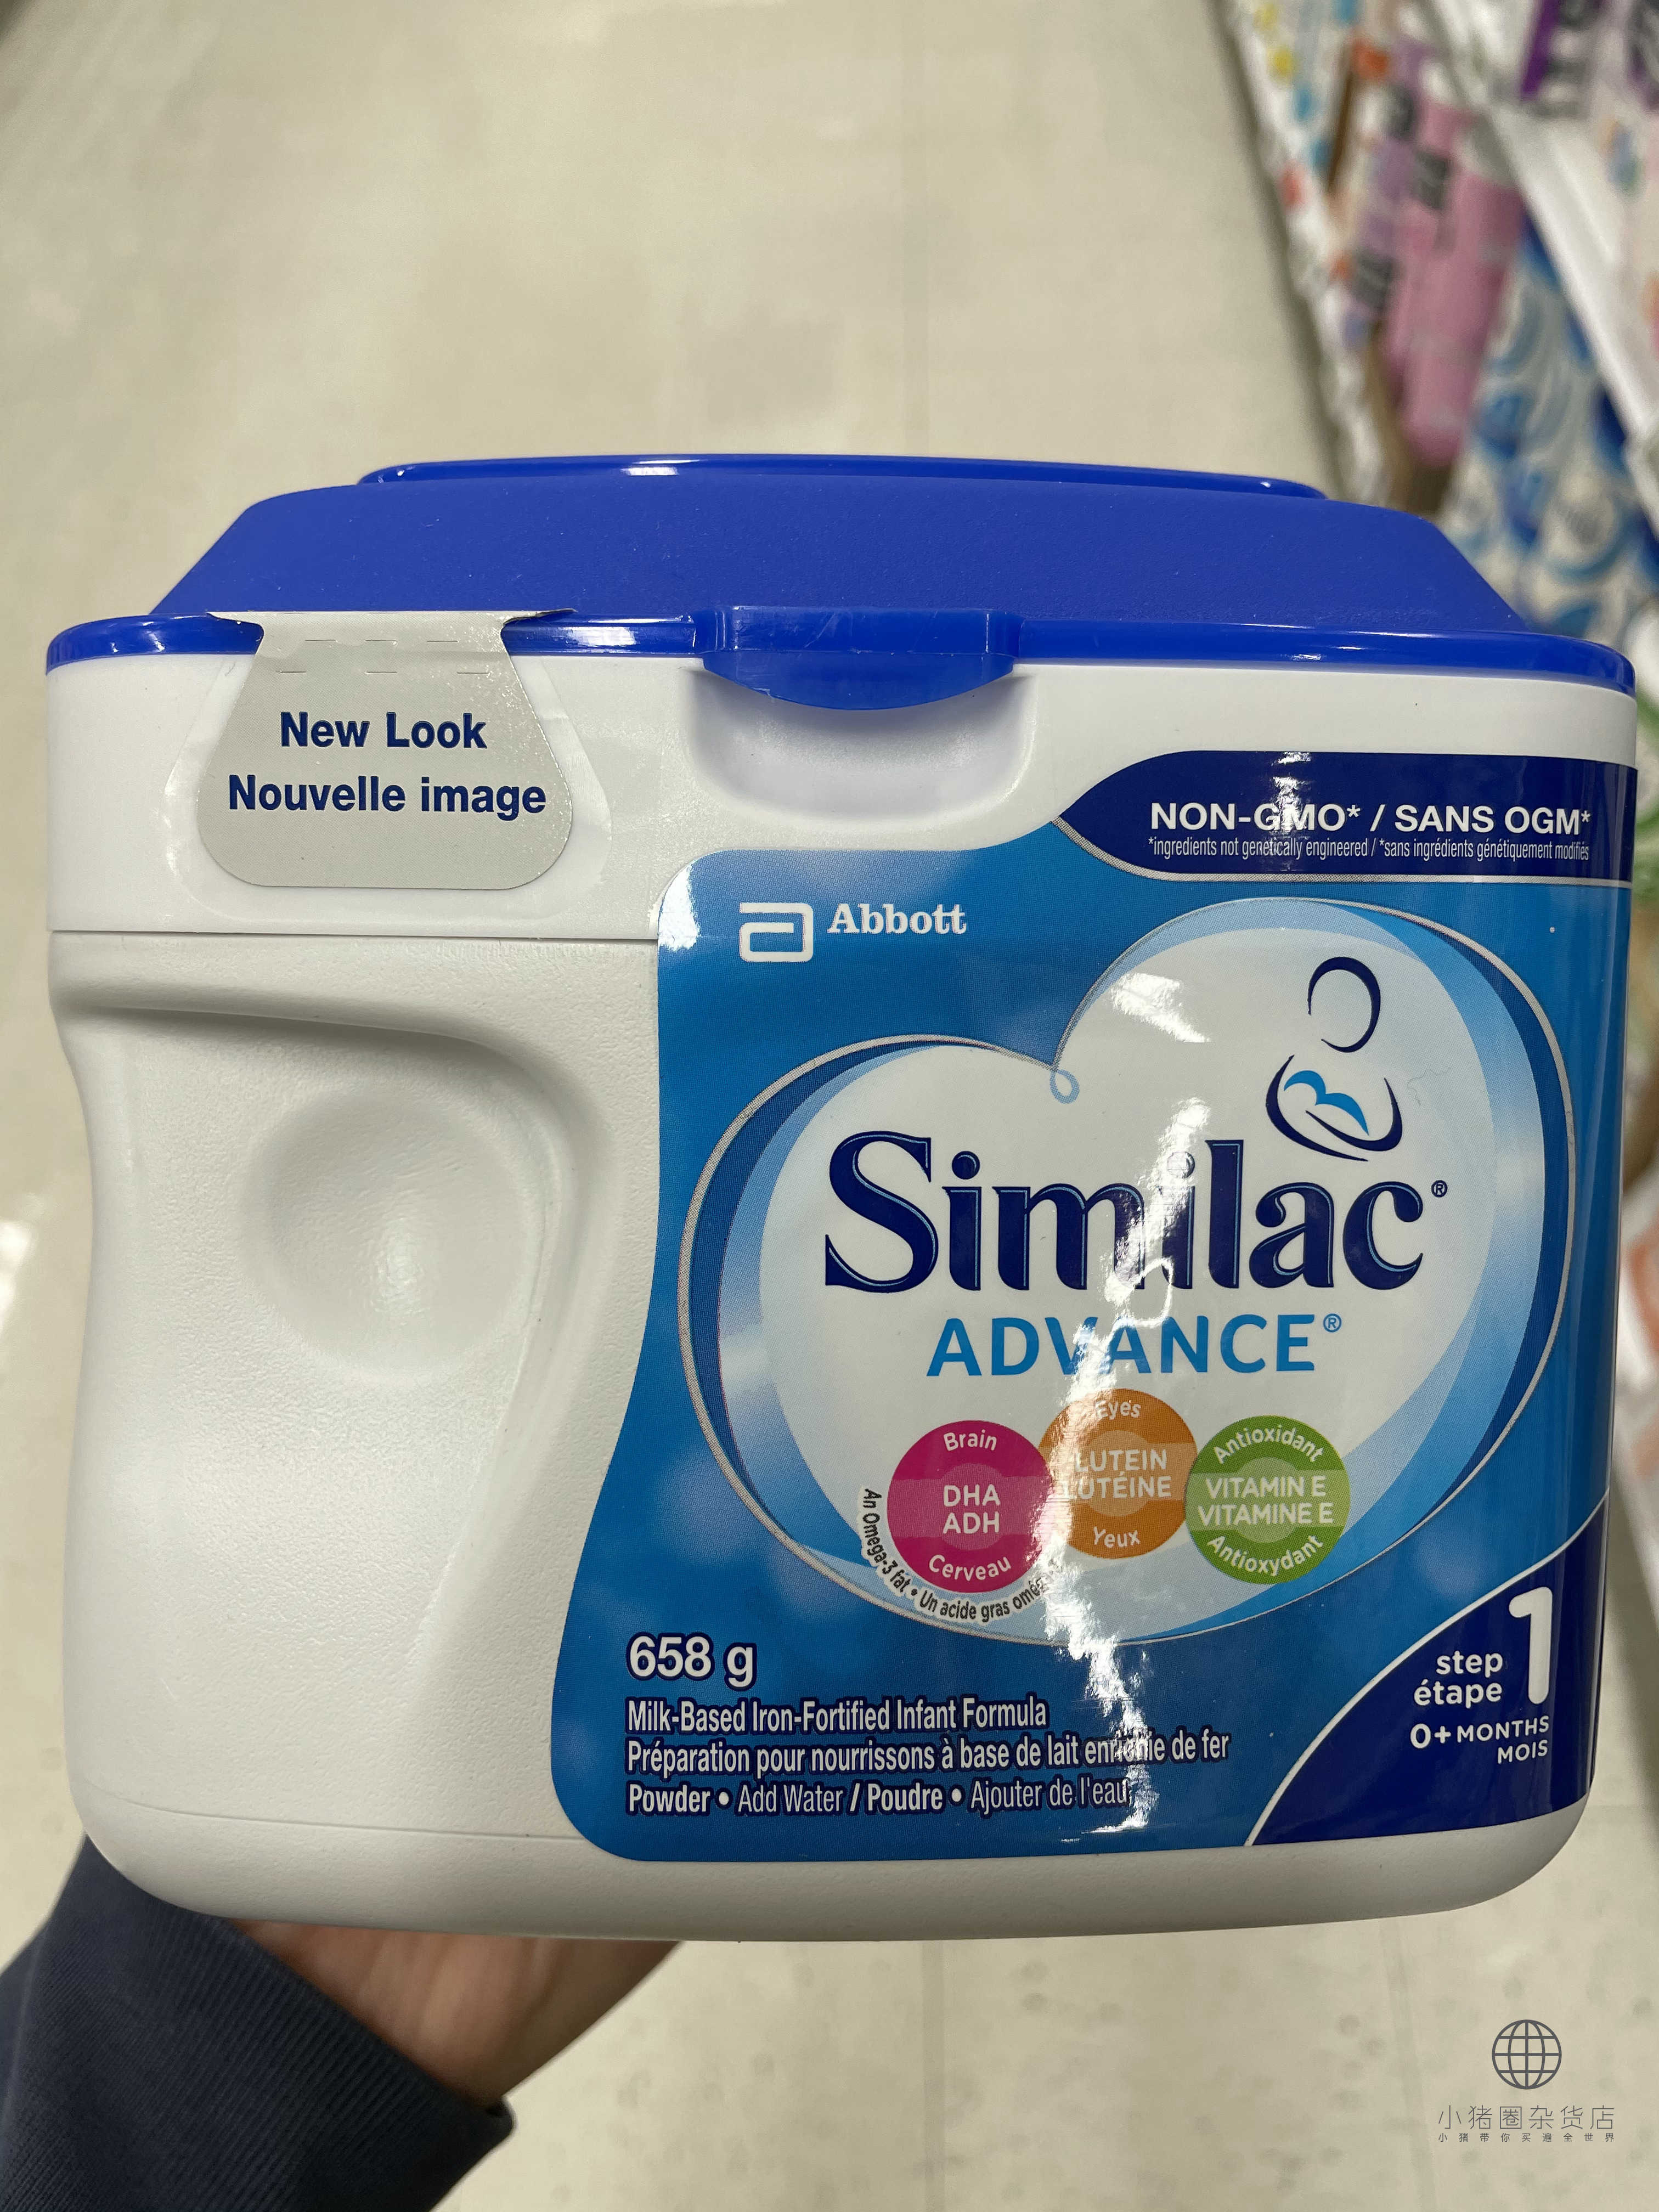 New Look
Nouvelle image
NON-GMO* / SANS OGM*
*ingredients not genetically engineered / *sans ingrédients génétiquement modifiés
Abbott
Similac®
ADVANCE®
Brain
DHA
ADH
Cerveau
An Omega-3 fat • Un acide gras
Eyes
LUTEIN
LUTÉINE
Yeux
Antioxidant
VITAMIN E
VITAMINE E
Antioxydant
658 g
Milk-Based Iron-Fortified Infant Formula
Préparation pour nourrissons à base de lait enrichie de fer
Powder • Add Water / Poudre • Ajouter de l'eau
step 1
étape
0+ MONTHS
MOIS
小猪圈杂货店
小猪带你买遍全世界